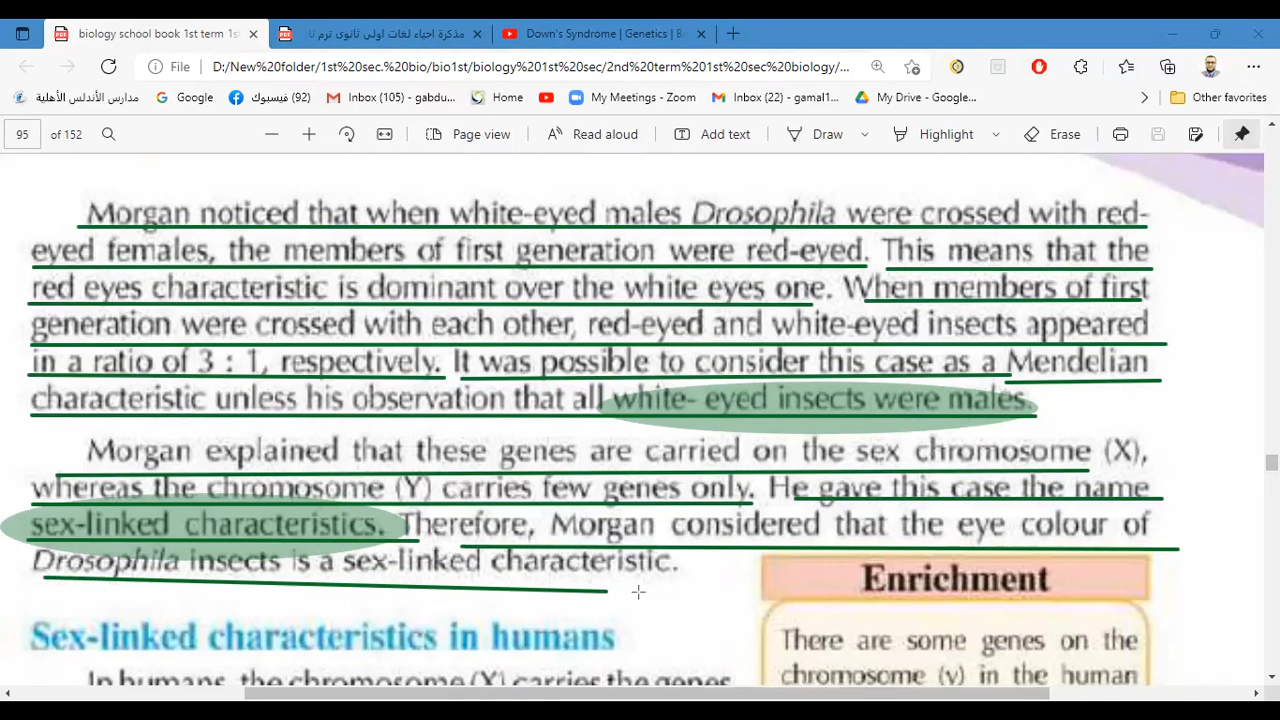 biology school book 1st term 1s
مذكرة احياء لغات اولى ثانوى ترم ثا
Down's Syndrome | Genetics | Ba
File
D:/New%20folder/1st%20sec.%20bio/bio1st/biology%201st%20sec/2nd%20term%201st%20sec%20biology/...
مدارس الأندلس الأهلية
Google
فيسبوك (92)
Inbox (105) - gabdu...
Home
My Meetings - Zoom
Inbox (22) - gamal1...
My Drive - Google...
Other favorites
95 of 152
Page view
Read aloud
Add text
Draw
Highlight
Erase
Morgan noticed that when white-eyed males Drosophila were crossed with red-
eyed females, the members of first generation were red-eyed. This means that the
red eyes characteristic is dominant over the white eyes one. When members of first
generation were crossed with each other, red-eyed and white-eyed insects appeared
in a ratio of 3 : 1, respectively. It was possible to consider this case as a Mendelian
characteristic unless his observation that all white- eyed insects were males.
Morgan explained that these genes are carried on the sex chromosome (X),
whereas the chromosome (Y) carries few genes only. He gave this case the name
sex-linked characteristics. Therefore, Morgan considered that the eye colour of
Drosophila insects is a sex-linked characteristic.
Enrichment
Sex-linked characteristics in humans
There are some genes on the
chromosome (y) in the human
In humans, the chromosome (X) carries the genes